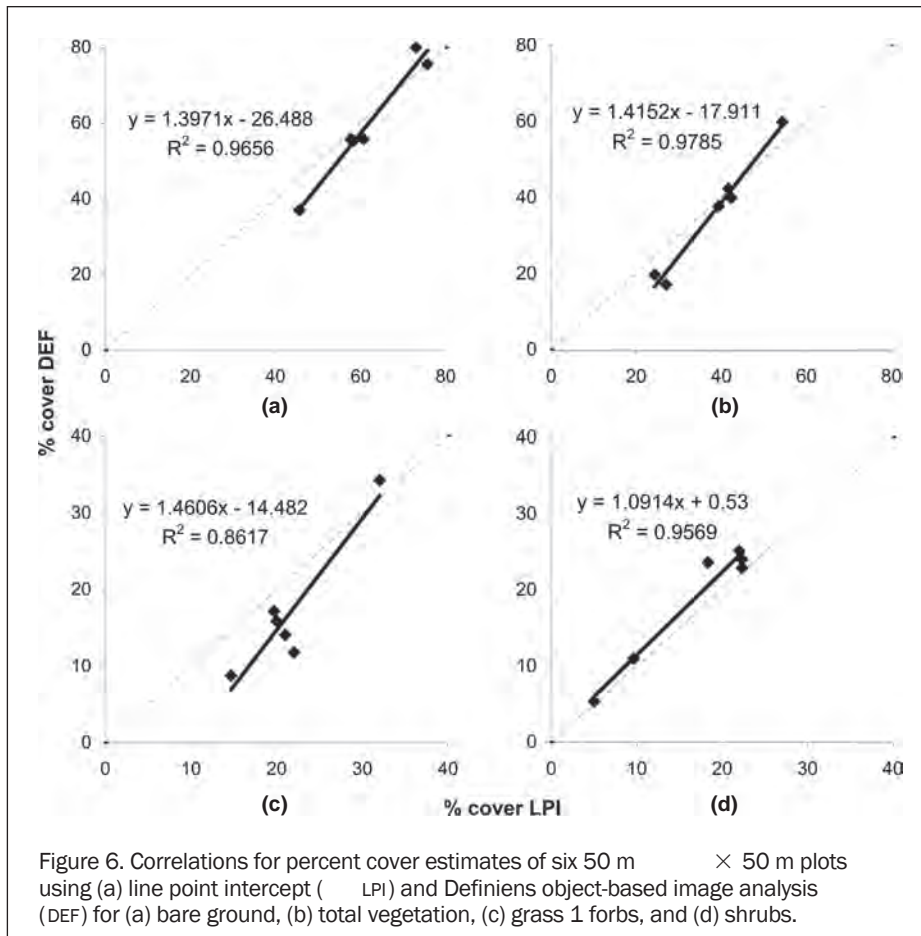 80
60
40
20
0
y = 1.3971x - 26.488
R² = 0.9656
0 20 40 60 80
(a)
80
60
40
20
0
y = 1.4152x - 17.911
R² = 0.9785
0 20 40 60 80
(b)
% cover DEF
40
30
20
10
0
y = 1.4606x - 14.482
R² = 0.8617
0 10 20 30 40
(c)
40
30
20
10
0
y = 1.0914x + 0.53
R² = 0.9569
0 10 20 30 40
(d)
% cover LPI
Figure 6. Correlations for percent cover estimates of six 50 m × 50 m plots
using (a) line point intercept ( LPI) and Definiens object-based image analysis
(DEF) for (a) bare ground, (b) total vegetation, (c) grass 1 forbs, and (d) shrubs.